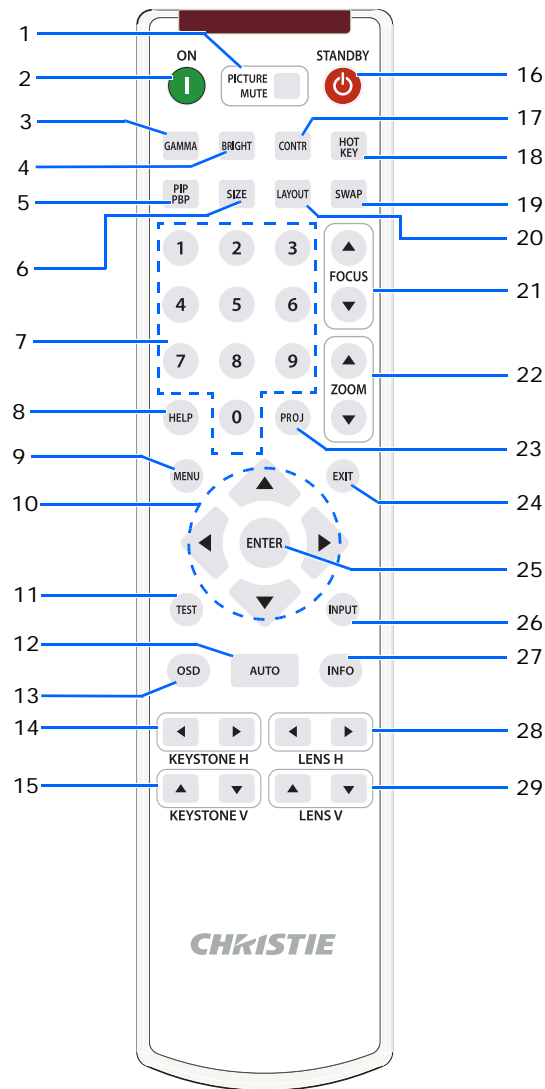 1
ON
STANDBY
2
PICTURE
MUTE
16
3
GAMMA
BRIGHT
CONTR
HOT
KEY
17
4
18
5
PIP
PBP
SIZE
LAYOUT
SWAP
19
6
20
1
2
3
FOCUS
21
4
5
6
7
7
8
9
ZOOM
22
8
HELP
0
PROJ
23
9
MENU
EXIT
24
10
ENTER
25
11
TEST
INPUT
26
12
27
13
OSD
AUTO
INFO
14
KEYSTONE H
LENS H
28
15
KEYSTONE V
LENS V
29
CHRISTIE